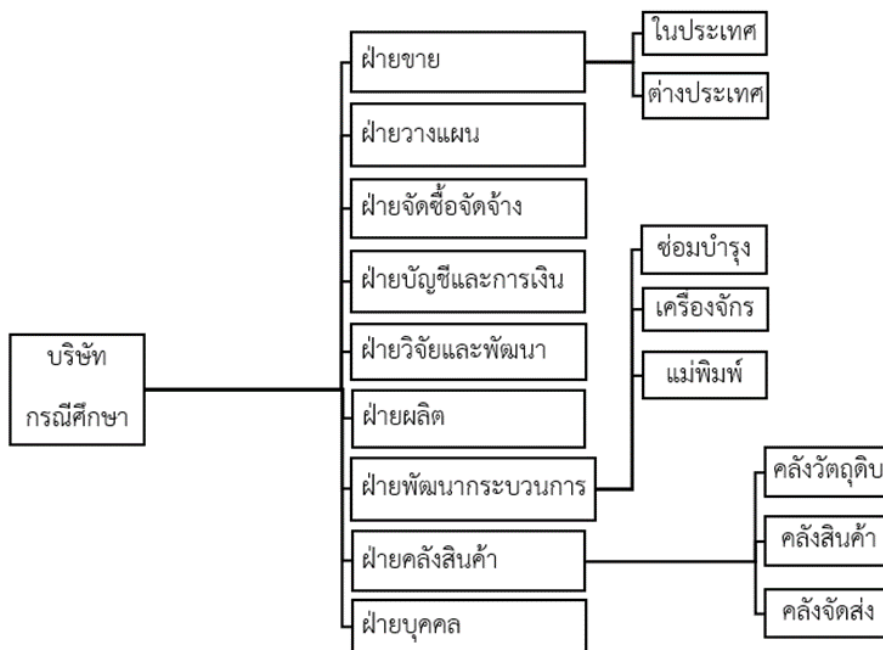 บริษัท
กรณีศึกษา
ฝ่ายขาย
ในประเทศ
ต่างประเทศ
ฝ่ายวางแผน
ฝ่ายจัดซื้อจัดจ้าง
ฝ่ายบัญชีและการเงิน
ฝ่ายวิจัยและพัฒนา
ฝ่ายผลิต
ฝ่ายพัฒนากระบวนการ
ซ่อมบำรุง
เครื่องจักร
แม่พิมพ์
ฝ่ายคลังสินค้า
คลังวัตถุดิบ
คลังสินค้า
คลังจัดส่ง
ฝ่ายบุคคล